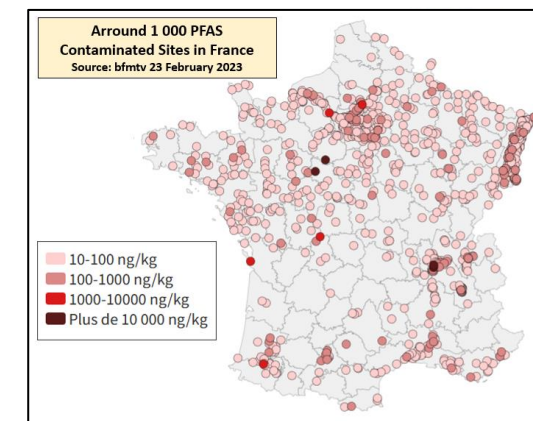 Arround 1 000 PFAS
Contaminated Sites in France
Source: bfmtv 23 February 2023
10-100 ng/kg
100-1000 ng/kg
1000-10000 ng/kg
Plus de 10 000 ng/kg